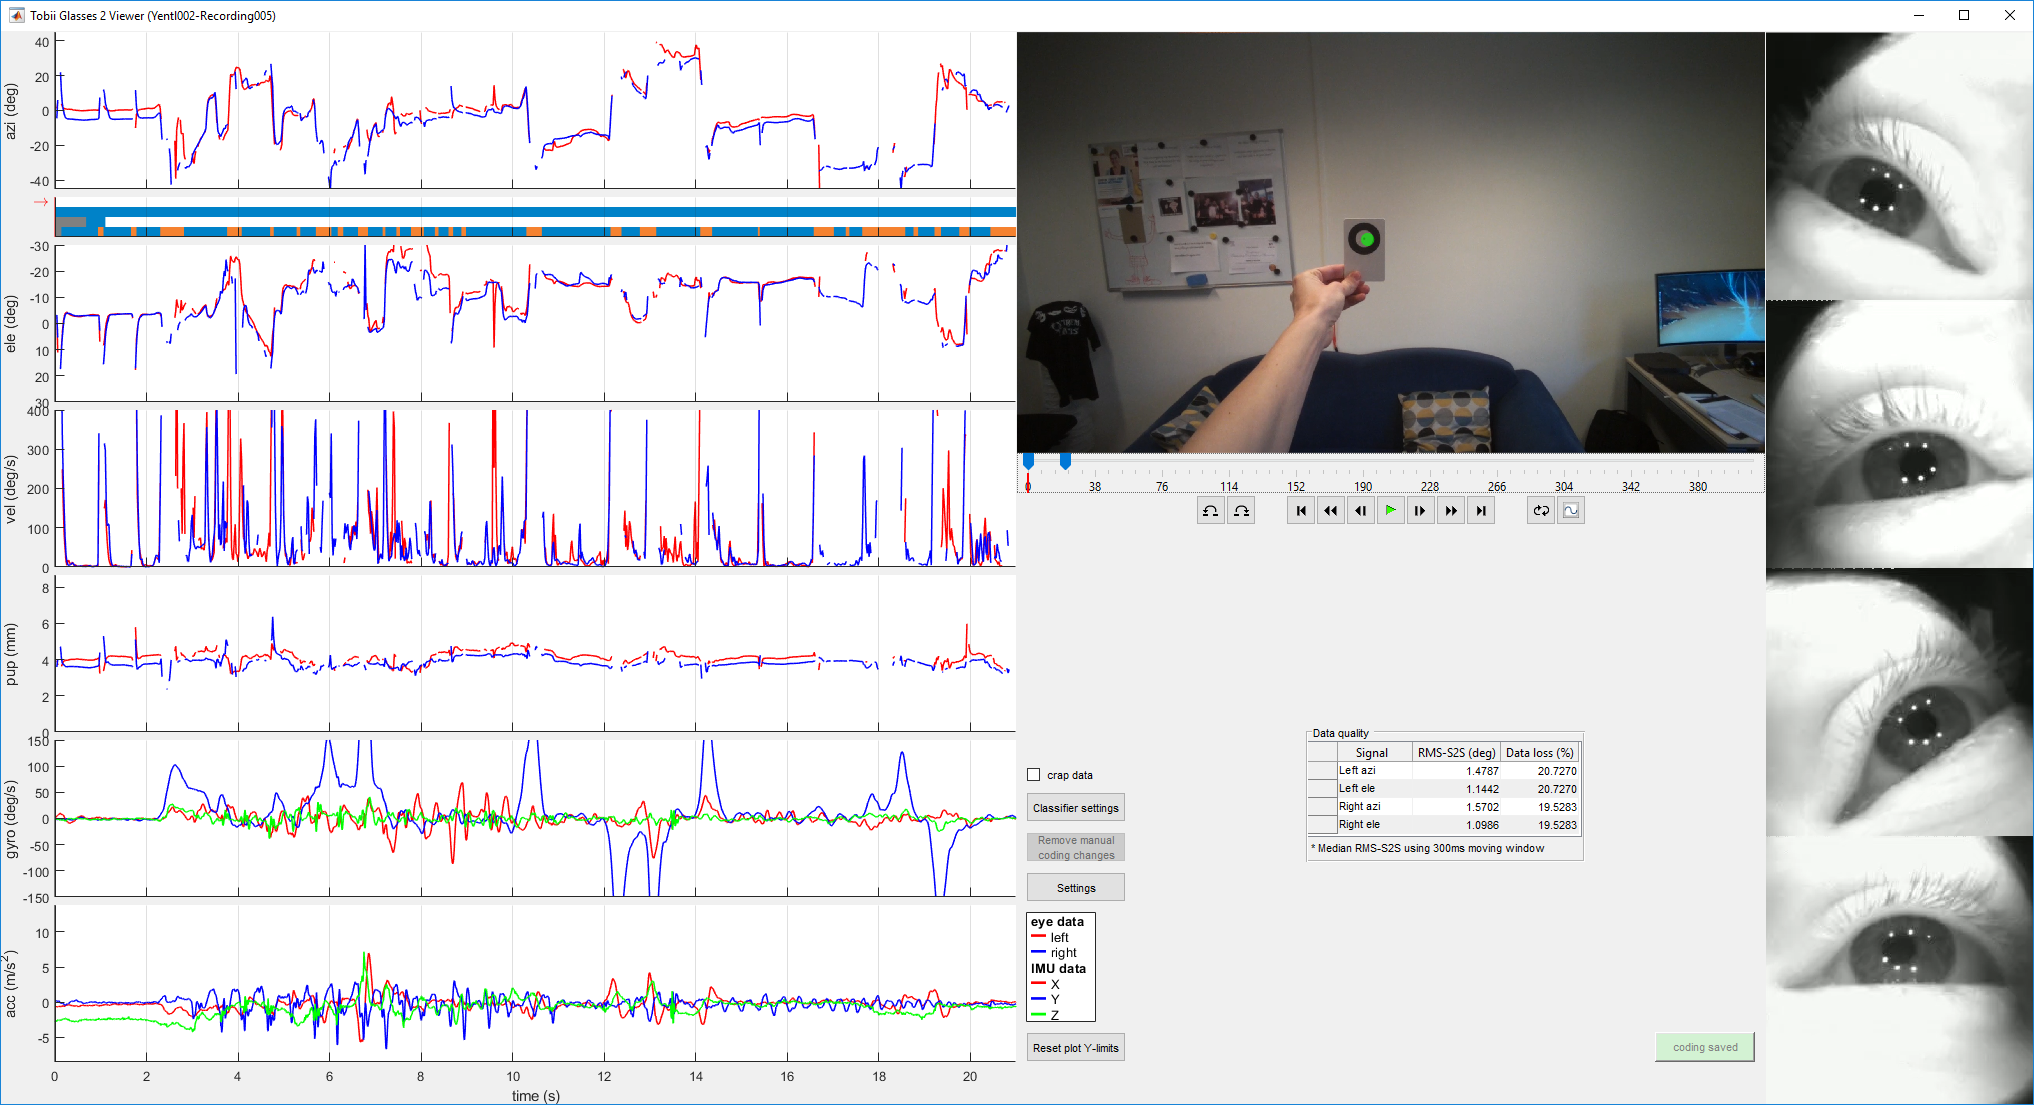 Tobii Glasses 2 Viewer (YentI002-Recording005)
azi (deg)
40
20
0
-20
-40
→
ele (deg)
-30
-20
-10
0
10
20
30
vel (deg/s)
400
300
200
100
0
pup (mm)
8
6
4
2
0
gyro (deg/s)
150
100
50
0
-50
-100
-150
acc (m/s²)
10
5
0
-5
0 2 4 6 8 10 12 14 16 18 20
time (s)
0 38 76 114 152 190 228 266 304 342 380
crap data
Classifier settings
Remove manual
coding changes
Settings
eye data
left
right
IMU data
X
Y
Z
Reset plot Y-limits
Data quality
Signal RMS-S2S (deg) Data loss (%)
Left azi 1.4787 20.7270
Left ele 1.1442 20.7270
Right azi 1.5702 19.5283
Right ele 1.0986 19.5283
* Median RMS-S2S using 300ms moving window
coding saved